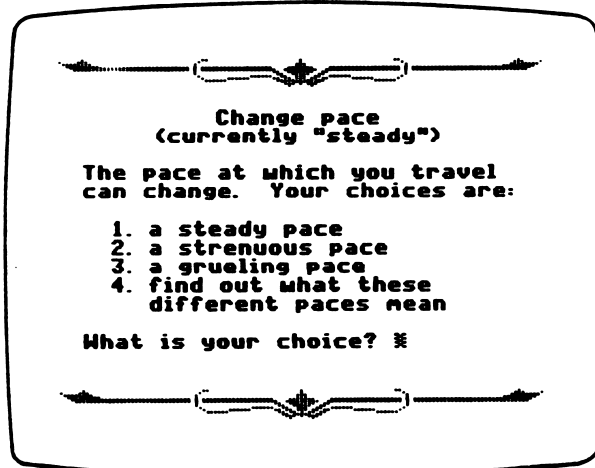 Change pace
(currently "steady")
The pace at which you travel
can change.  Your choices are:
1. a steady pace
2. a strenuous pace
3. a grueling pace
4. find out what these
different paces mean
What is your choice?